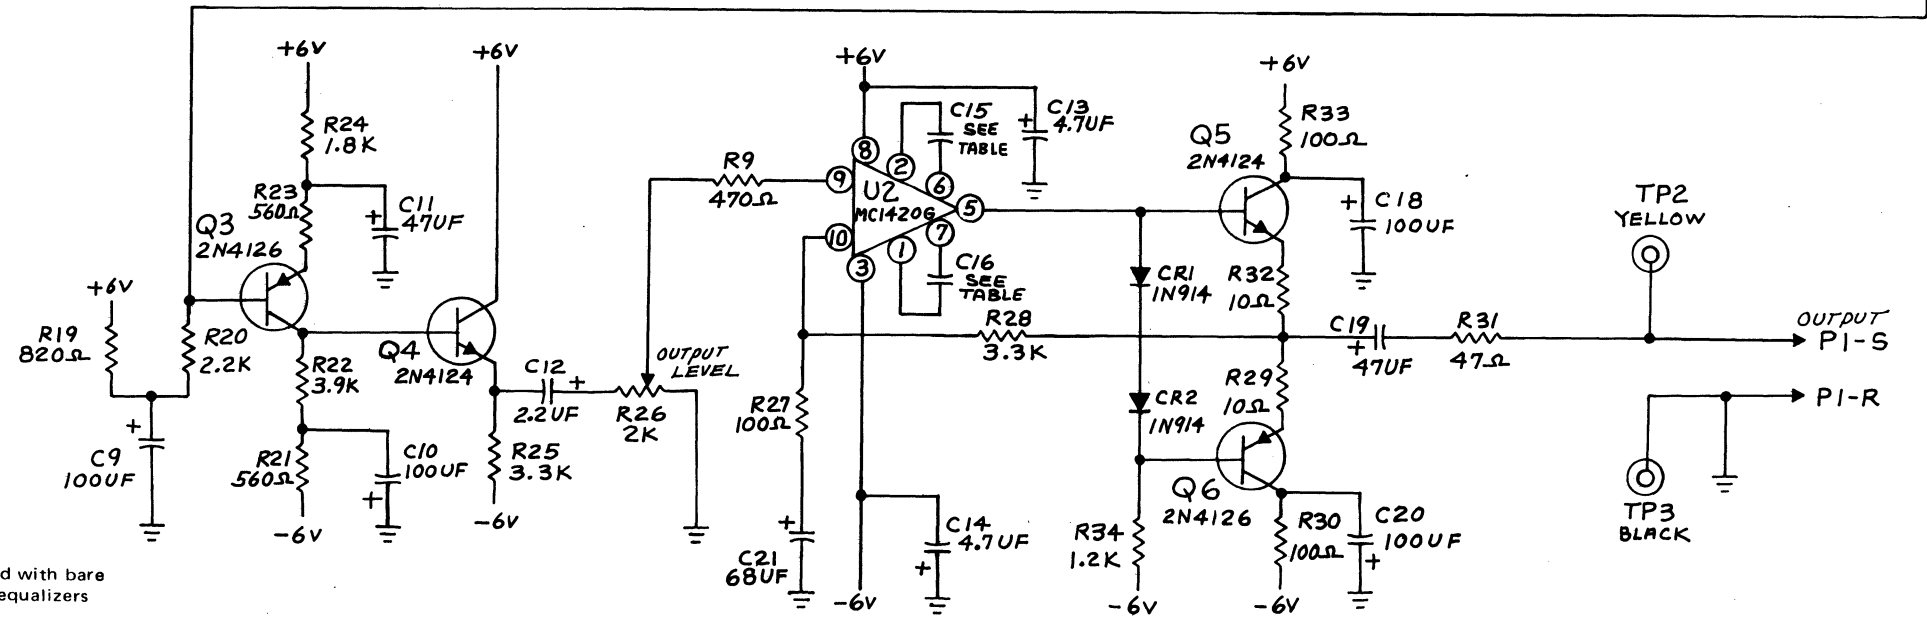 +6V
R24
1.8K
R23
560Ω
C11
47UF
Q3
2N4126
+6V
R19
820Ω
R20
2.2K
C9
100UF
+
R22
3.9K
R21
560Ω
-6V
C10
100UF
+
+
+6V
Q4
2N4124
C12
2.2UF
+
R25
3.3K
-6V
OUTPUT
LEVEL
R26
2K
R9
470Ω
+6V
8
9
10
3
2
6
5
7
1
U2
MC1420G
C15
SEE
TABLE
C13
4.7UF
+
C16
SEE
TABLE
R28
3.3K
R27
100Ω
C21
68UF
+
-6V
C14
4.7UF
+
CR1
1N914
CR2
1N914
R34
1.2K
-6V
Q5
2N4124
+6V
R33
100Ω
C18
100UF
+
R32
10Ω
R29
10Ω
Q6
2N4126
R30
100Ω
-6V
C20
100UF
+
C19
47UF
+
R31
47Ω
TP2
YELLOW
OUTPUT
P1-S
P1-R
TP3
BLACK
d with bare
equalizers